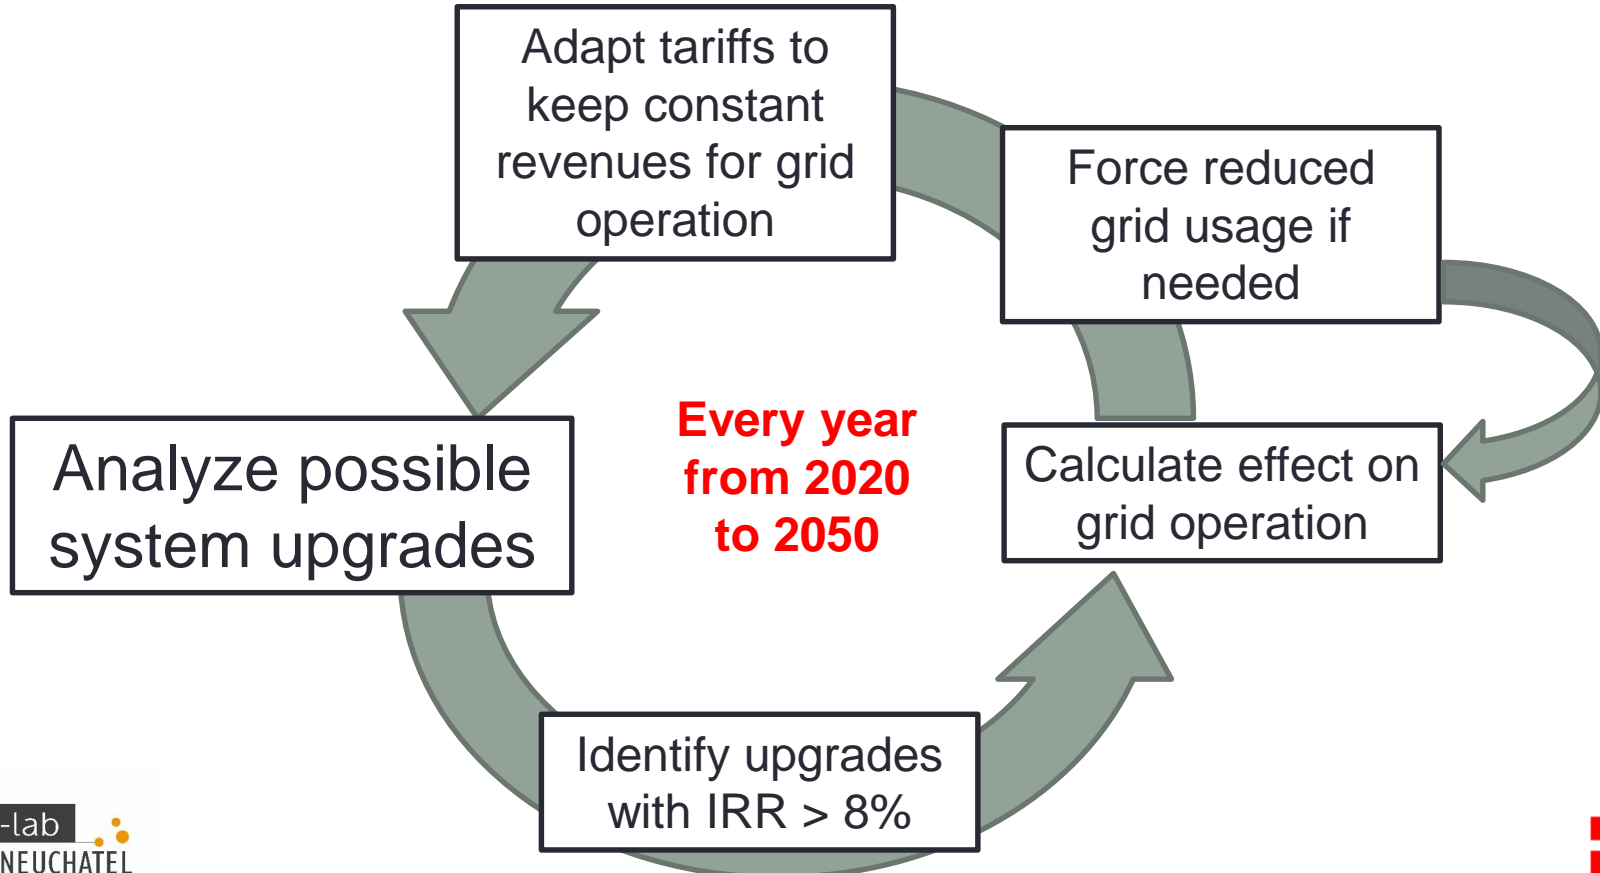 Adapt tariffs to
keep constant
revenues for grid
operation
Force reduced
grid usage if
needed
Every year
from 2020
to 2050
Analyze possible
system upgrades
Calculate effect on
grid operation
Identify upgrades
with IRR > 8%
-lab
NEUCHATEL